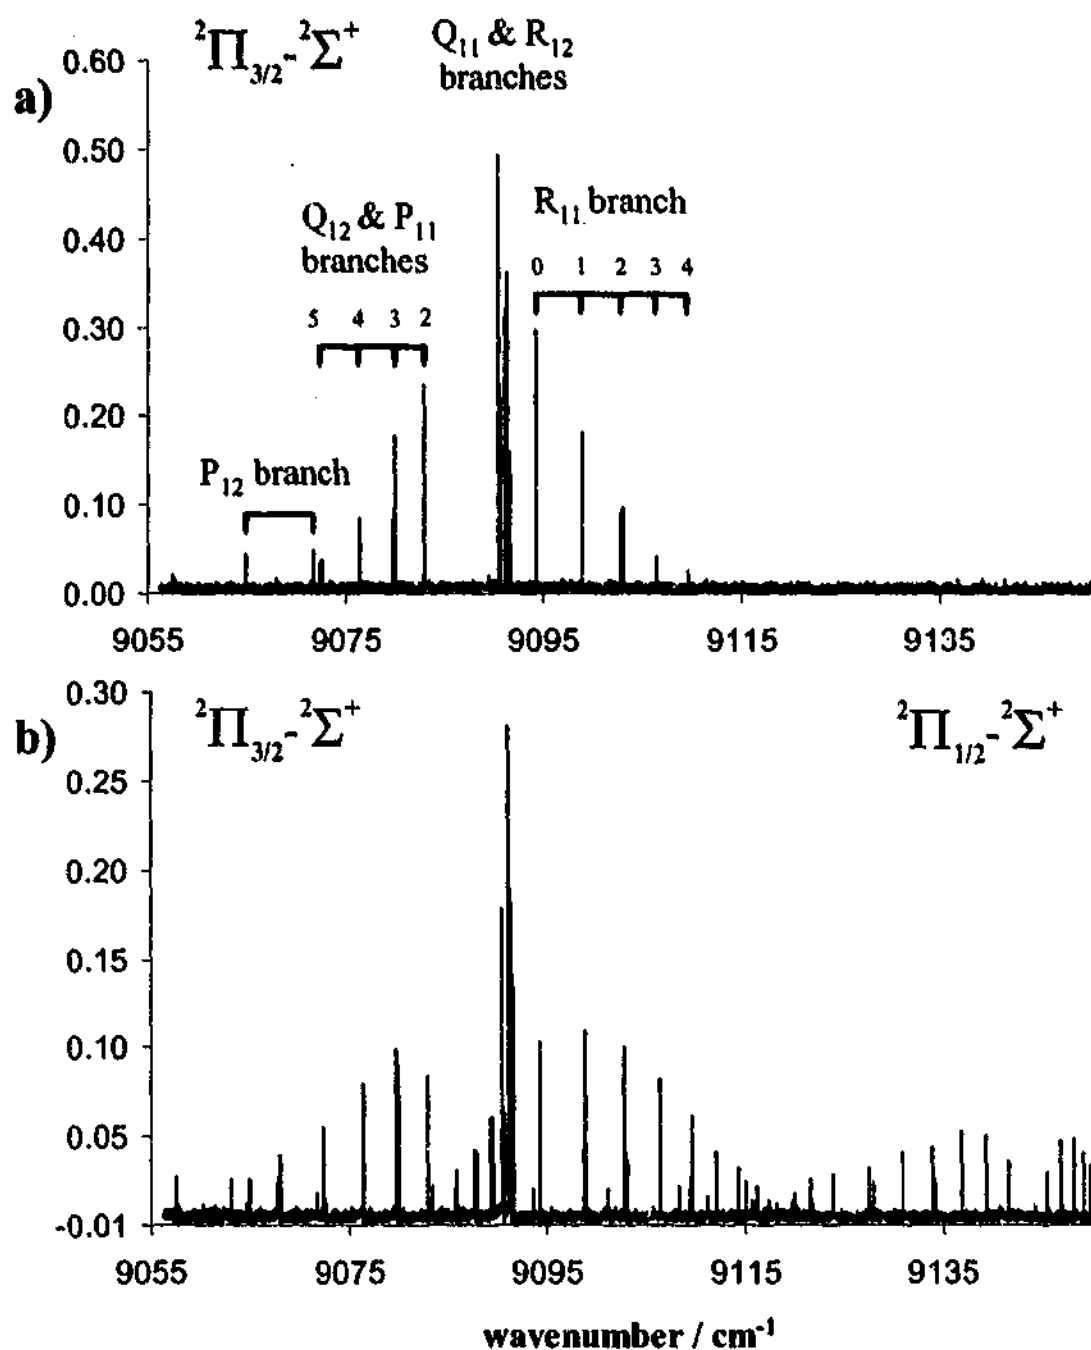 a)
²Π₃/₂-²Σ⁺
Q₁₁ & R₁₂
branches
Q₁₂ & P₁₁
branches
R₁₁ branch
P₁₂ branch
0 1 2 3 4
5 4 3 2
0.60
0.50
0.40
0.30
0.20
0.10
0.00
9055 9075 9095 9115 9135
b)
²Π₃/₂-²Σ⁺
²Π₁/₂-²Σ⁺
0.30
0.25
0.20
0.15
0.10
0.05
-0.01
9055 9075 9095 9115 9135
wavenumber / cm⁻¹